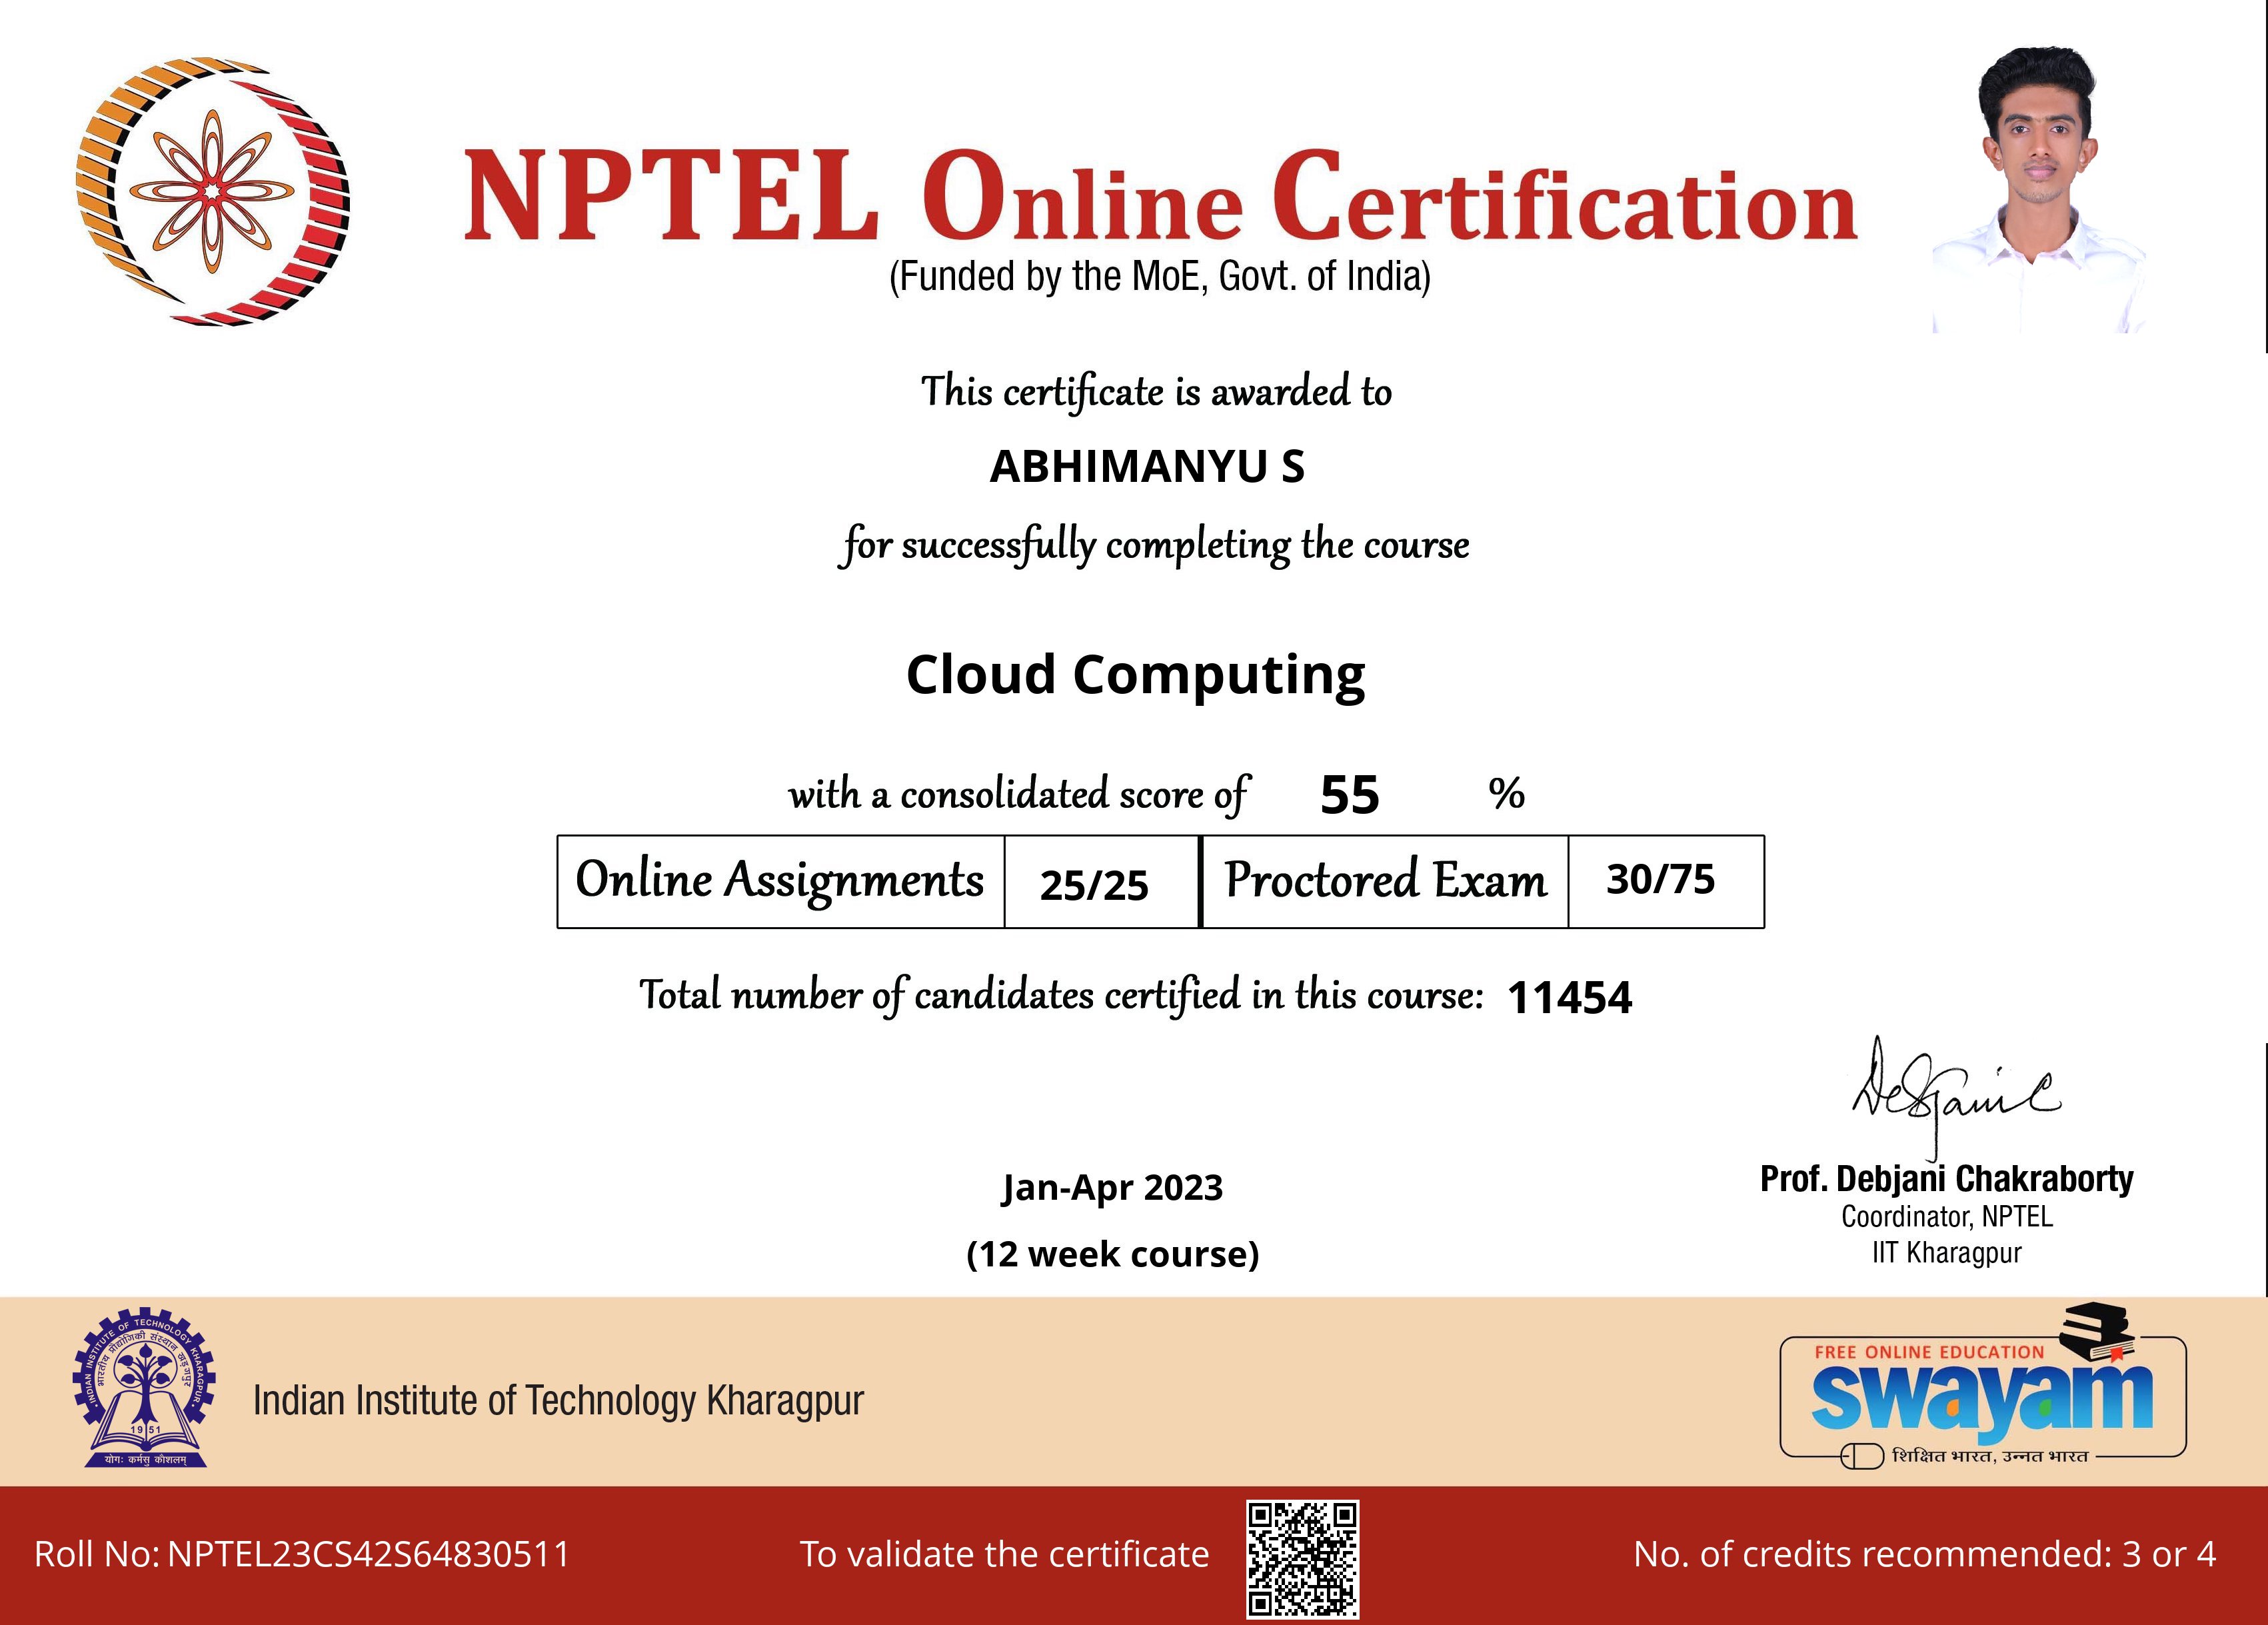 NPTEL Online Certification
(Funded by the MoE, Govt. of India)
This certificate is awarded to
ABHIMANYU S
for successfully completing the course
Cloud Computing
with a consolidated score of 55 %
Online Assignments 25/25 Proctored Exam 30/75
Total number of candidates certified in this course: 11454
Debjani
Prof. Debjani Chakraborty
Coordinator, NPTEL
IIT Kharagpur
Jan-Apr 2023
(12 week course)
INDIAN INSTITUTE OF TECHNOLOGY KHARAGPUR
भारतीय प्रौद्योगिकी संस्थान खड़गपुर
1951
योगः कर्मसु कौशलम्
Indian Institute of Technology Kharagpur
FREE ONLINE EDUCATION
swayam
शिक्षित भारत, उन्नत भारत
Roll No: NPTEL23CS42S64830511
To validate the certificate
No. of credits recommended: 3 or 4